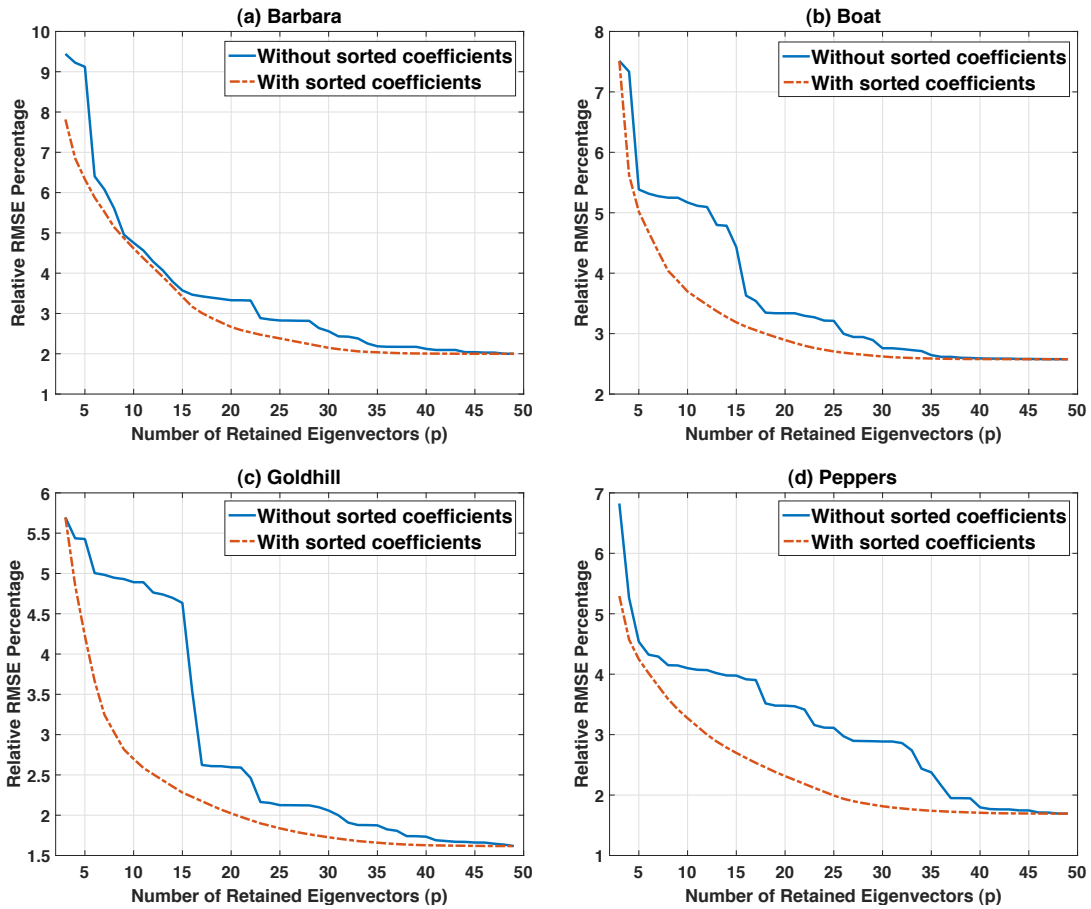 (a) Barbara
Relative RMSE Percentage
10
9
8
7
6
5
4
3
2
1
Without sorted coefficients
With sorted coefficients
5 10 15 20 25 30 35 40 45 50
Number of Retained Eigenvectors (p)
(b) Boat
Relative RMSE Percentage
8
7
6
5
4
3
2
Without sorted coefficients
With sorted coefficients
5 10 15 20 25 30 35 40 45 50
Number of Retained Eigenvectors (p)
(c) Goldhill
Relative RMSE Percentage
6
5.5
5
4.5
4
3.5
3
2.5
2
1.5
Without sorted coefficients
With sorted coefficients
5 10 15 20 25 30 35 40 45 50
Number of Retained Eigenvectors (p)
(d) Peppers
Relative RMSE Percentage
7
6
5
4
3
2
1
Without sorted coefficients
With sorted coefficients
5 10 15 20 25 30 35 40 45 50
Number of Retained Eigenvectors (p)